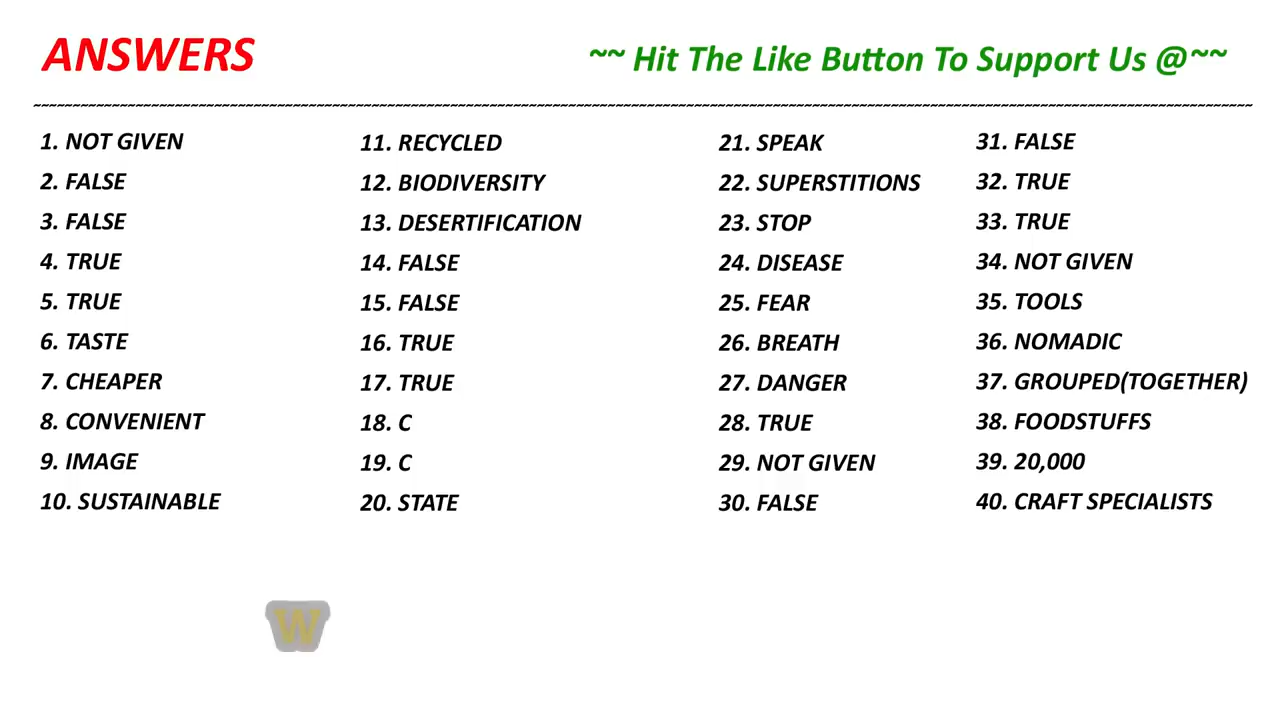 ANSWERS
~~ Hit The Like Button To Support Us @~~
1. NOT GIVEN
2. FALSE
3. FALSE
4. TRUE
5. TRUE
6. TASTE
7. CHEAPER
8. CONVENIENT
9. IMAGE
10. SUSTAINABLE
11. RECYCLED
12. BIODIVERSITY
13. DESERTIFICATION
14. FALSE
15. FALSE
16. TRUE
17. TRUE
18. C
19. C
20. STATE
21. SPEAK
22. SUPERSTITIONS
23. STOP
24. DISEASE
25. FEAR
26. BREATH
27. DANGER
28. TRUE
29. NOT GIVEN
30. FALSE
31. FALSE
32. TRUE
33. TRUE
34. NOT GIVEN
35. TOOLS
36. NOMADIC
37. GROUPED(TOGETHER)
38. FOODSTUFFS
39. 20,000
40. CRAFT SPECIALISTS
W